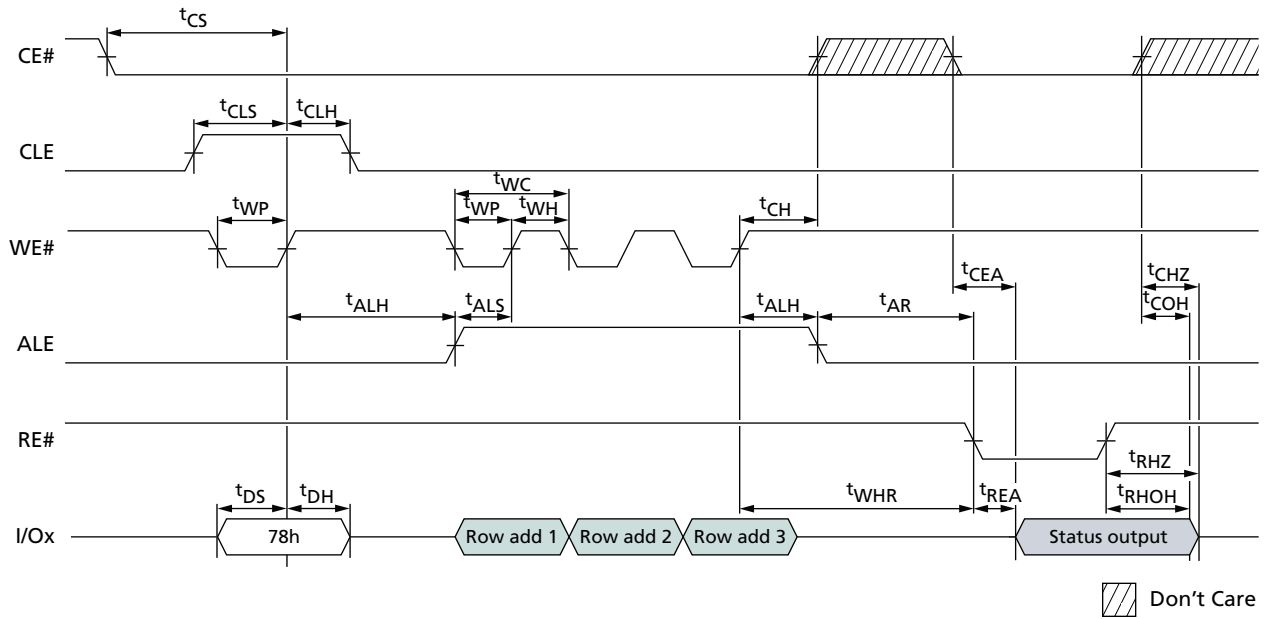 tCS
CE#
tCLS tCLH
CLE
tWC
tWP tWP tWH tCH
WE#
tCEA tCHZ
tALH tALS tALH tAR tCOH
ALE
RE#
tRHZ
tDS tDH tWHR tREA tRHOH
I/Ox 78h Row add 1 Row add 2 Row add 3 Status output
Don't Care